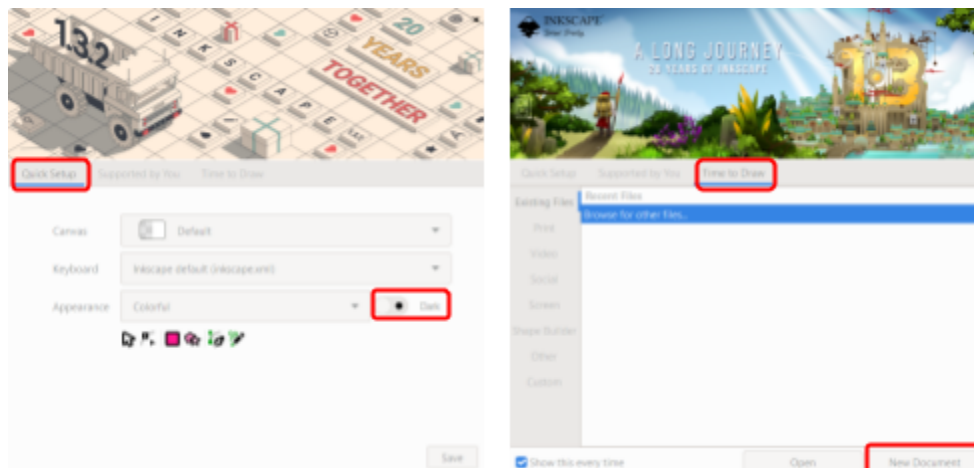 1.3.2
20
YEARS
TOGETHER
INKSCAPE
Quick Setup Supported by You Time to Draw
Canvas Default
Keyboard Inkscape default (inkscape.xml)
Appearance Colorful Dark
Save
INKSCAPE
Draw Freely
A LONG JOURNEY
20 YEARS OF INKSCAPE
1.3
Quick Setup Supported by You Time to Draw
Existing Files Recent Files
Browse for other files..
Print
Video
Social
Screen
Shape Builder
Other
Custom
Show this every time Open New Document